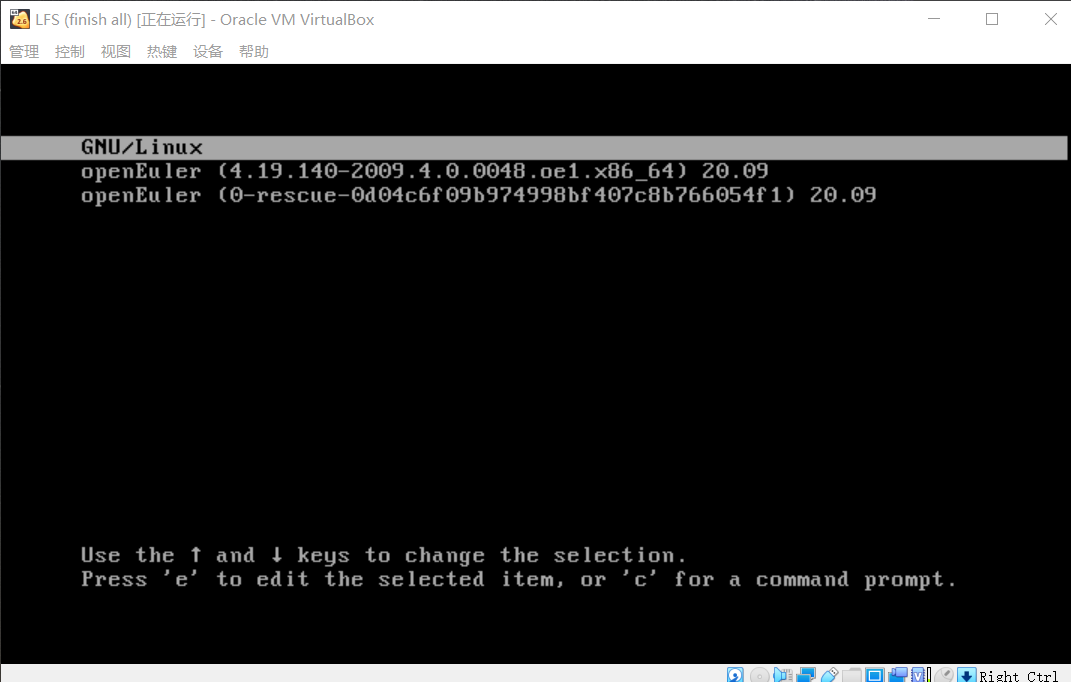 LFS (finish all) [正在运行] - Oracle VM VirtualBox
管理 控制 视图 热键 设备 帮助
GNU/Linux
openEuler (4.19.140-2009.4.0.0048.oe1.x86_64) 20.09
openEuler (0-rescue-0d04c6f09b974998bf407c8b766054f1) 20.09
Use the ↑ and ↓ keys to change the selection.
Press 'e' to edit the selected item, or 'c' for a command prompt.
Right Ctrl